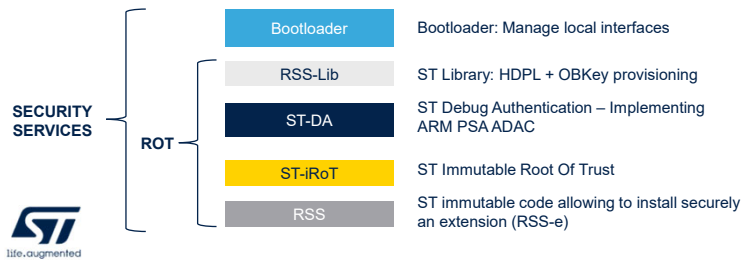 Bootloader
Bootloader: Manage local interfaces
RSS-Lib
ST Library: HDPL + OBKey provisioning
SECURITY
SERVICES
ROT
ST-DA
ST Debug Authentication – Implementing
ARM PSA ADAC
ST-iRoT
ST Immutable Root Of Trust
RSS
ST immutable code allowing to install securely
an extension (RSS-e)
ST
life.augmented